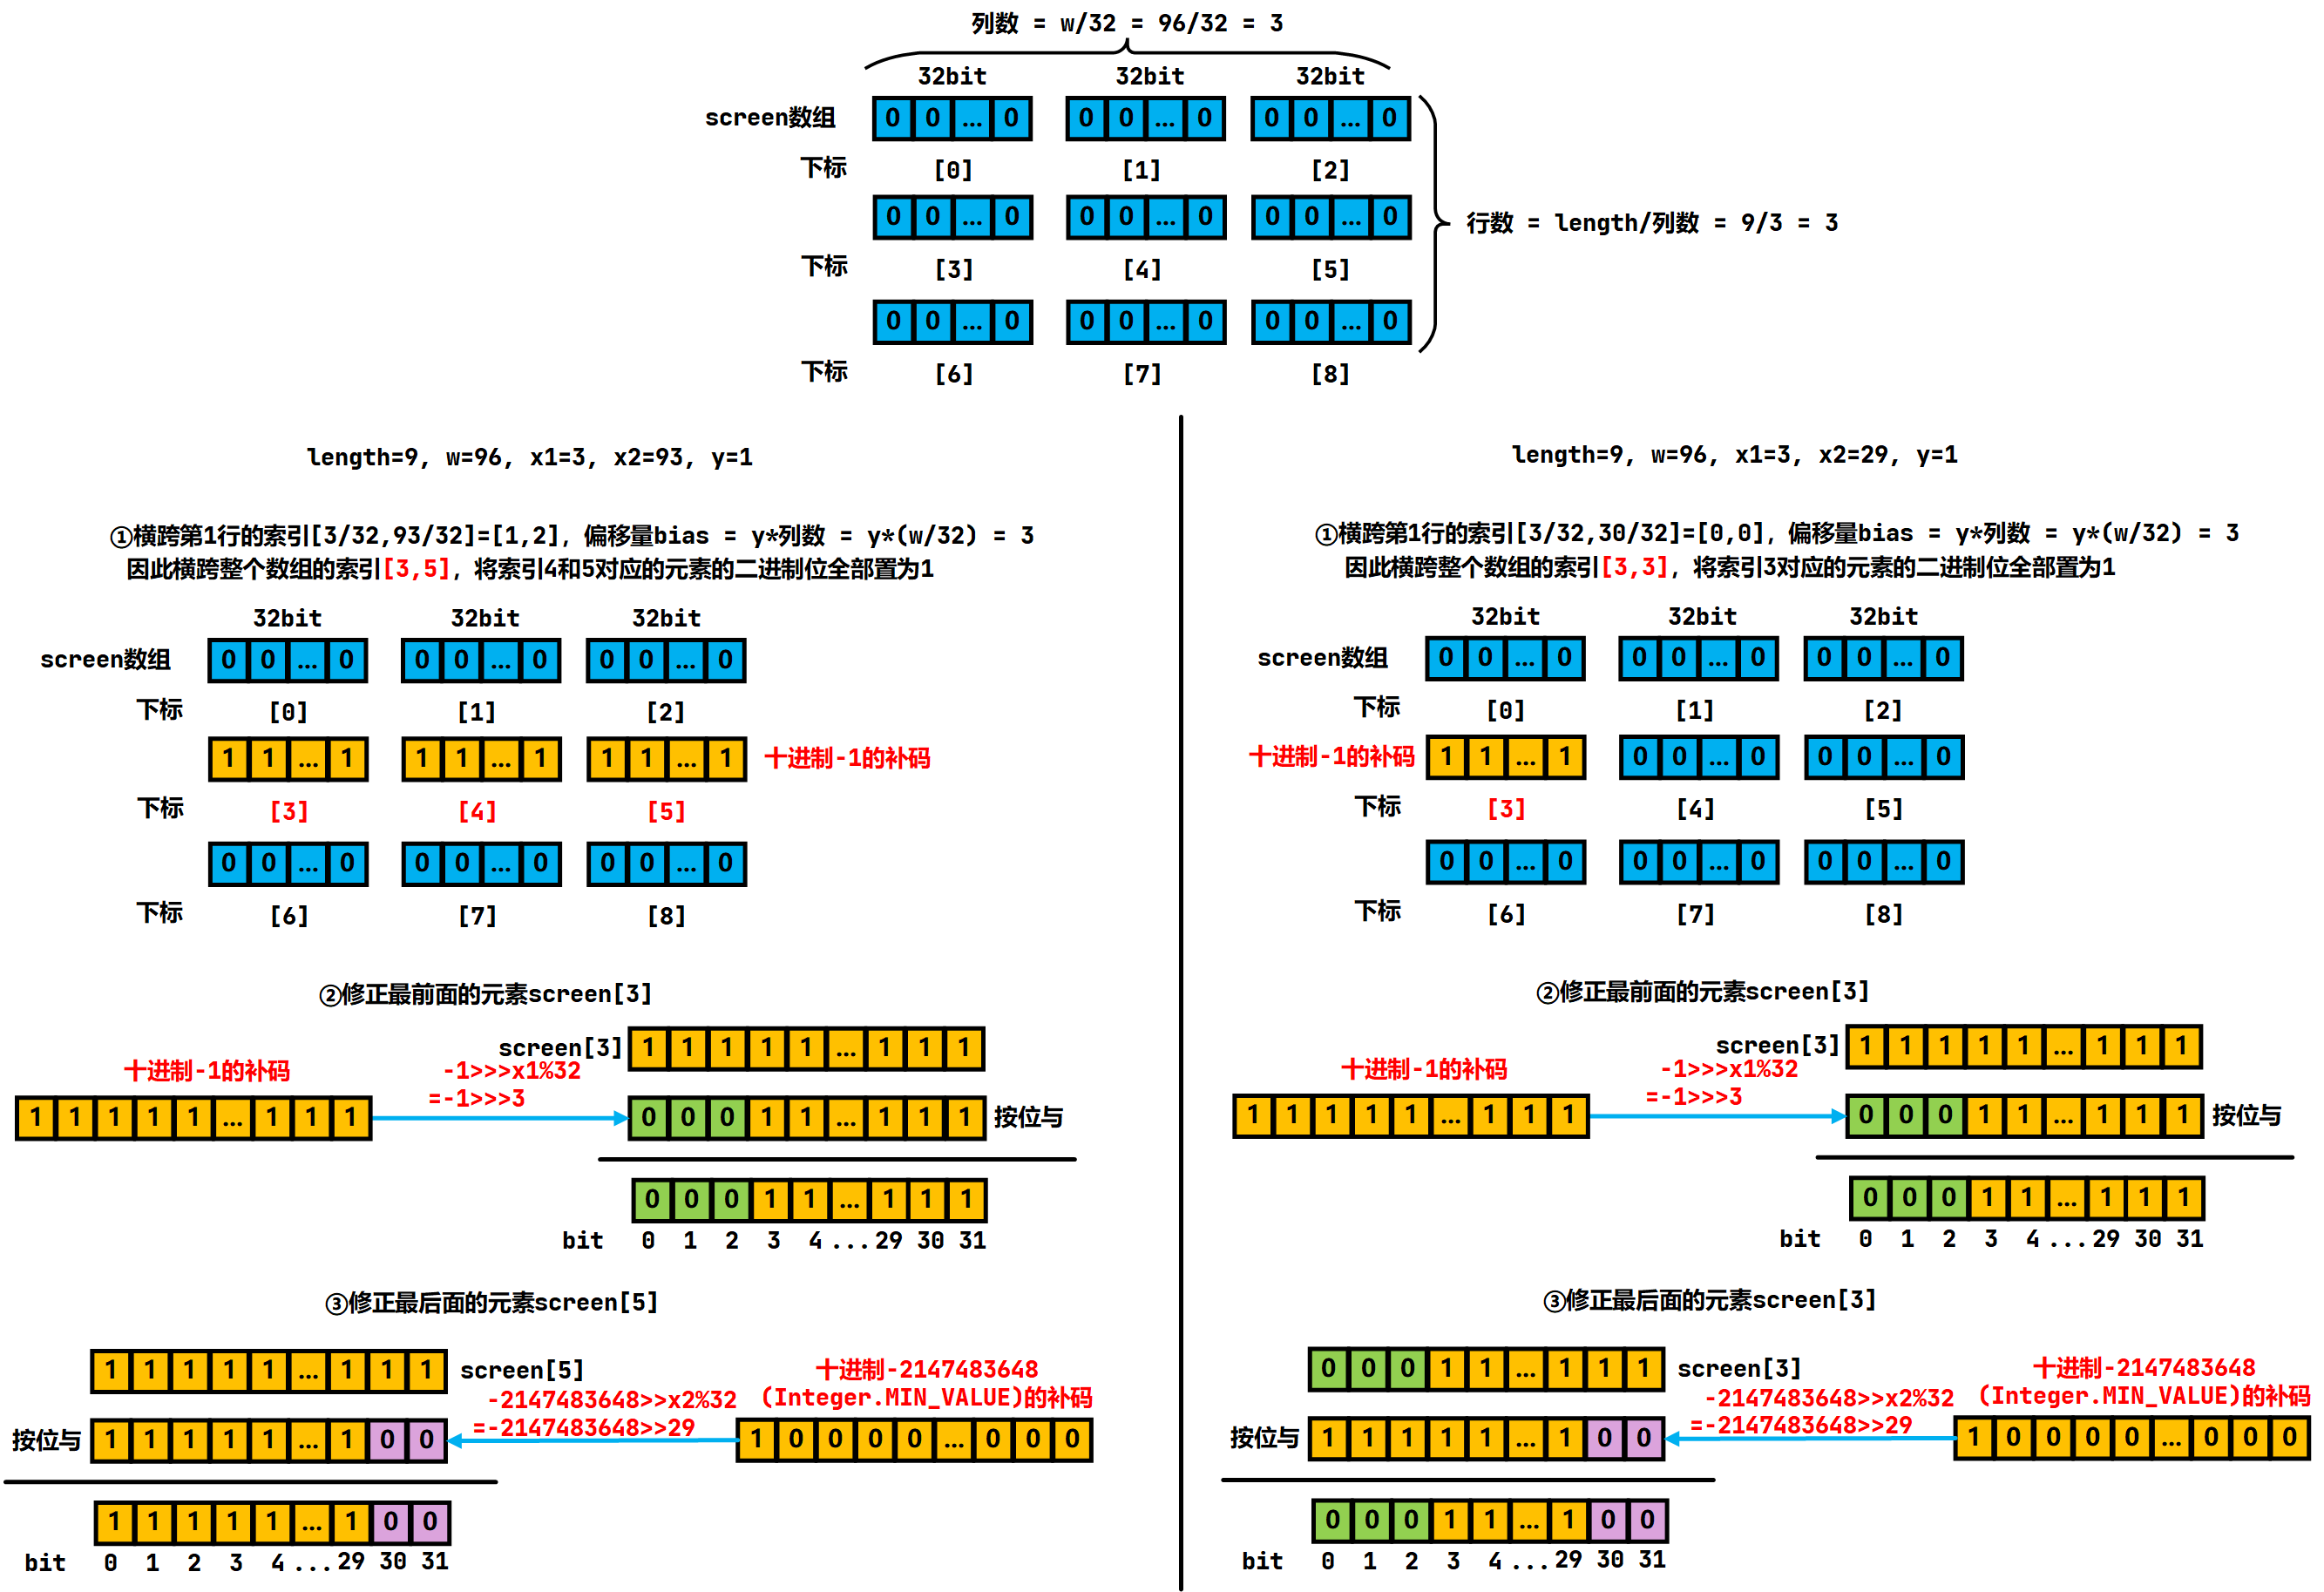 列数 = w/32 = 96/32 = 3
32bit 32bit 32bit
screen数组 0 0 ... 0 0 0 ... 0 0 0 ... 0
下标 [0] [1] [2]
0 0 ... 0 0 0 ... 0 0 0 ... 0
行数 = length/列数 = 9/3 = 3
下标 [3] [4] [5]
0 0 ... 0 0 0 ... 0 0 0 ... 0
下标 [6] [7] [8]
length=9, w=96, x1=3, x2=93, y=1
①横跨第1行的索引[3/32,93/32]=[1,2], 偏移量bias = y*列数 = y*(w/32) = 3
因此横跨整个数组的索引[3,5], 将索引4和5对应的元素的二进制位全部置为1
32bit 32bit 32bit
screen数组 0 0 ... 0 0 0 ... 0 0 0 ... 0
下标 [0] [1] [2]
1 1 ... 1 1 1 ... 1 1 1 ... 1 十进制-1的补码
下标 [3] [4] [5]
0 0 ... 0 0 0 ... 0 0 0 ... 0
下标 [6] [7] [8]
②修正最前面的元素screen[3]
screen[3] 1 1 1 1 1 ... 1 1 1
十进制-1的补码
-1>>>x1%32
=-1>>>3
1 1 1 1 1 ... 1 1 1
0 0 0 1 1 ... 1 1 1 按位与
0 0 0 1 1 ... 1 1 1
bit 0 1 2 3 4 ... 29 30 31
③修正最后面的元素screen[5]
1 1 1 1 1 ... 1 1 1 screen[5]
十进制-2147483648
(Integer.MIN_VALUE)的补码
-2147483648>>x2%32
=-2147483648>>29
按位与 1 1 1 1 1 ... 1 0 0
1 0 0 0 0 ... 0 0 0
1 1 1 1 1 ... 1 0 0
bit 0 1 2 3 4 ... 29 30 31
length=9, w=96, x1=3, x2=29, y=1
①横跨第1行的索引[3/32,30/32]=[0,0], 偏移量bias = y*列数 = y*(w/32) = 3
因此横跨整个数组的索引[3,3], 将索引3对应的元素的二进制位全部置为1
32bit 32bit 32bit
screen数组 0 0 ... 0 0 0 ... 0 0 0 ... 0
下标 [0] [1] [2]
十进制-1的补码 1 1 ... 1 0 0 ... 0 0 0 ... 0
下标 [3] [4] [5]
0 0 ... 0 0 0 ... 0 0 0 ... 0
下标 [6] [7] [8]
②修正最前面的元素screen[3]
screen[3] 1 1 1 1 1 ... 1 1 1
十进制-1的补码
-1>>>x1%32
=-1>>>3
1 1 1 1 1 ... 1 1 1
0 0 0 1 1 ... 1 1 1 按位与
0 0 0 1 1 ... 1 1 1
bit 0 1 2 3 4 ... 29 30 31
③修正最后面的元素screen[3]
0 0 0 1 1 ... 1 1 1 screen[3]
十进制-2147483648
(Integer.MIN_VALUE)的补码
-2147483648>>x2%32
=-2147483648>>29
按位与 1 1 1 1 1 ... 1 0 0
1 0 0 0 0 ... 0 0 0
0 0 0 1 1 ... 1 0 0
bit 0 1 2 3 4 ... 29 30 31